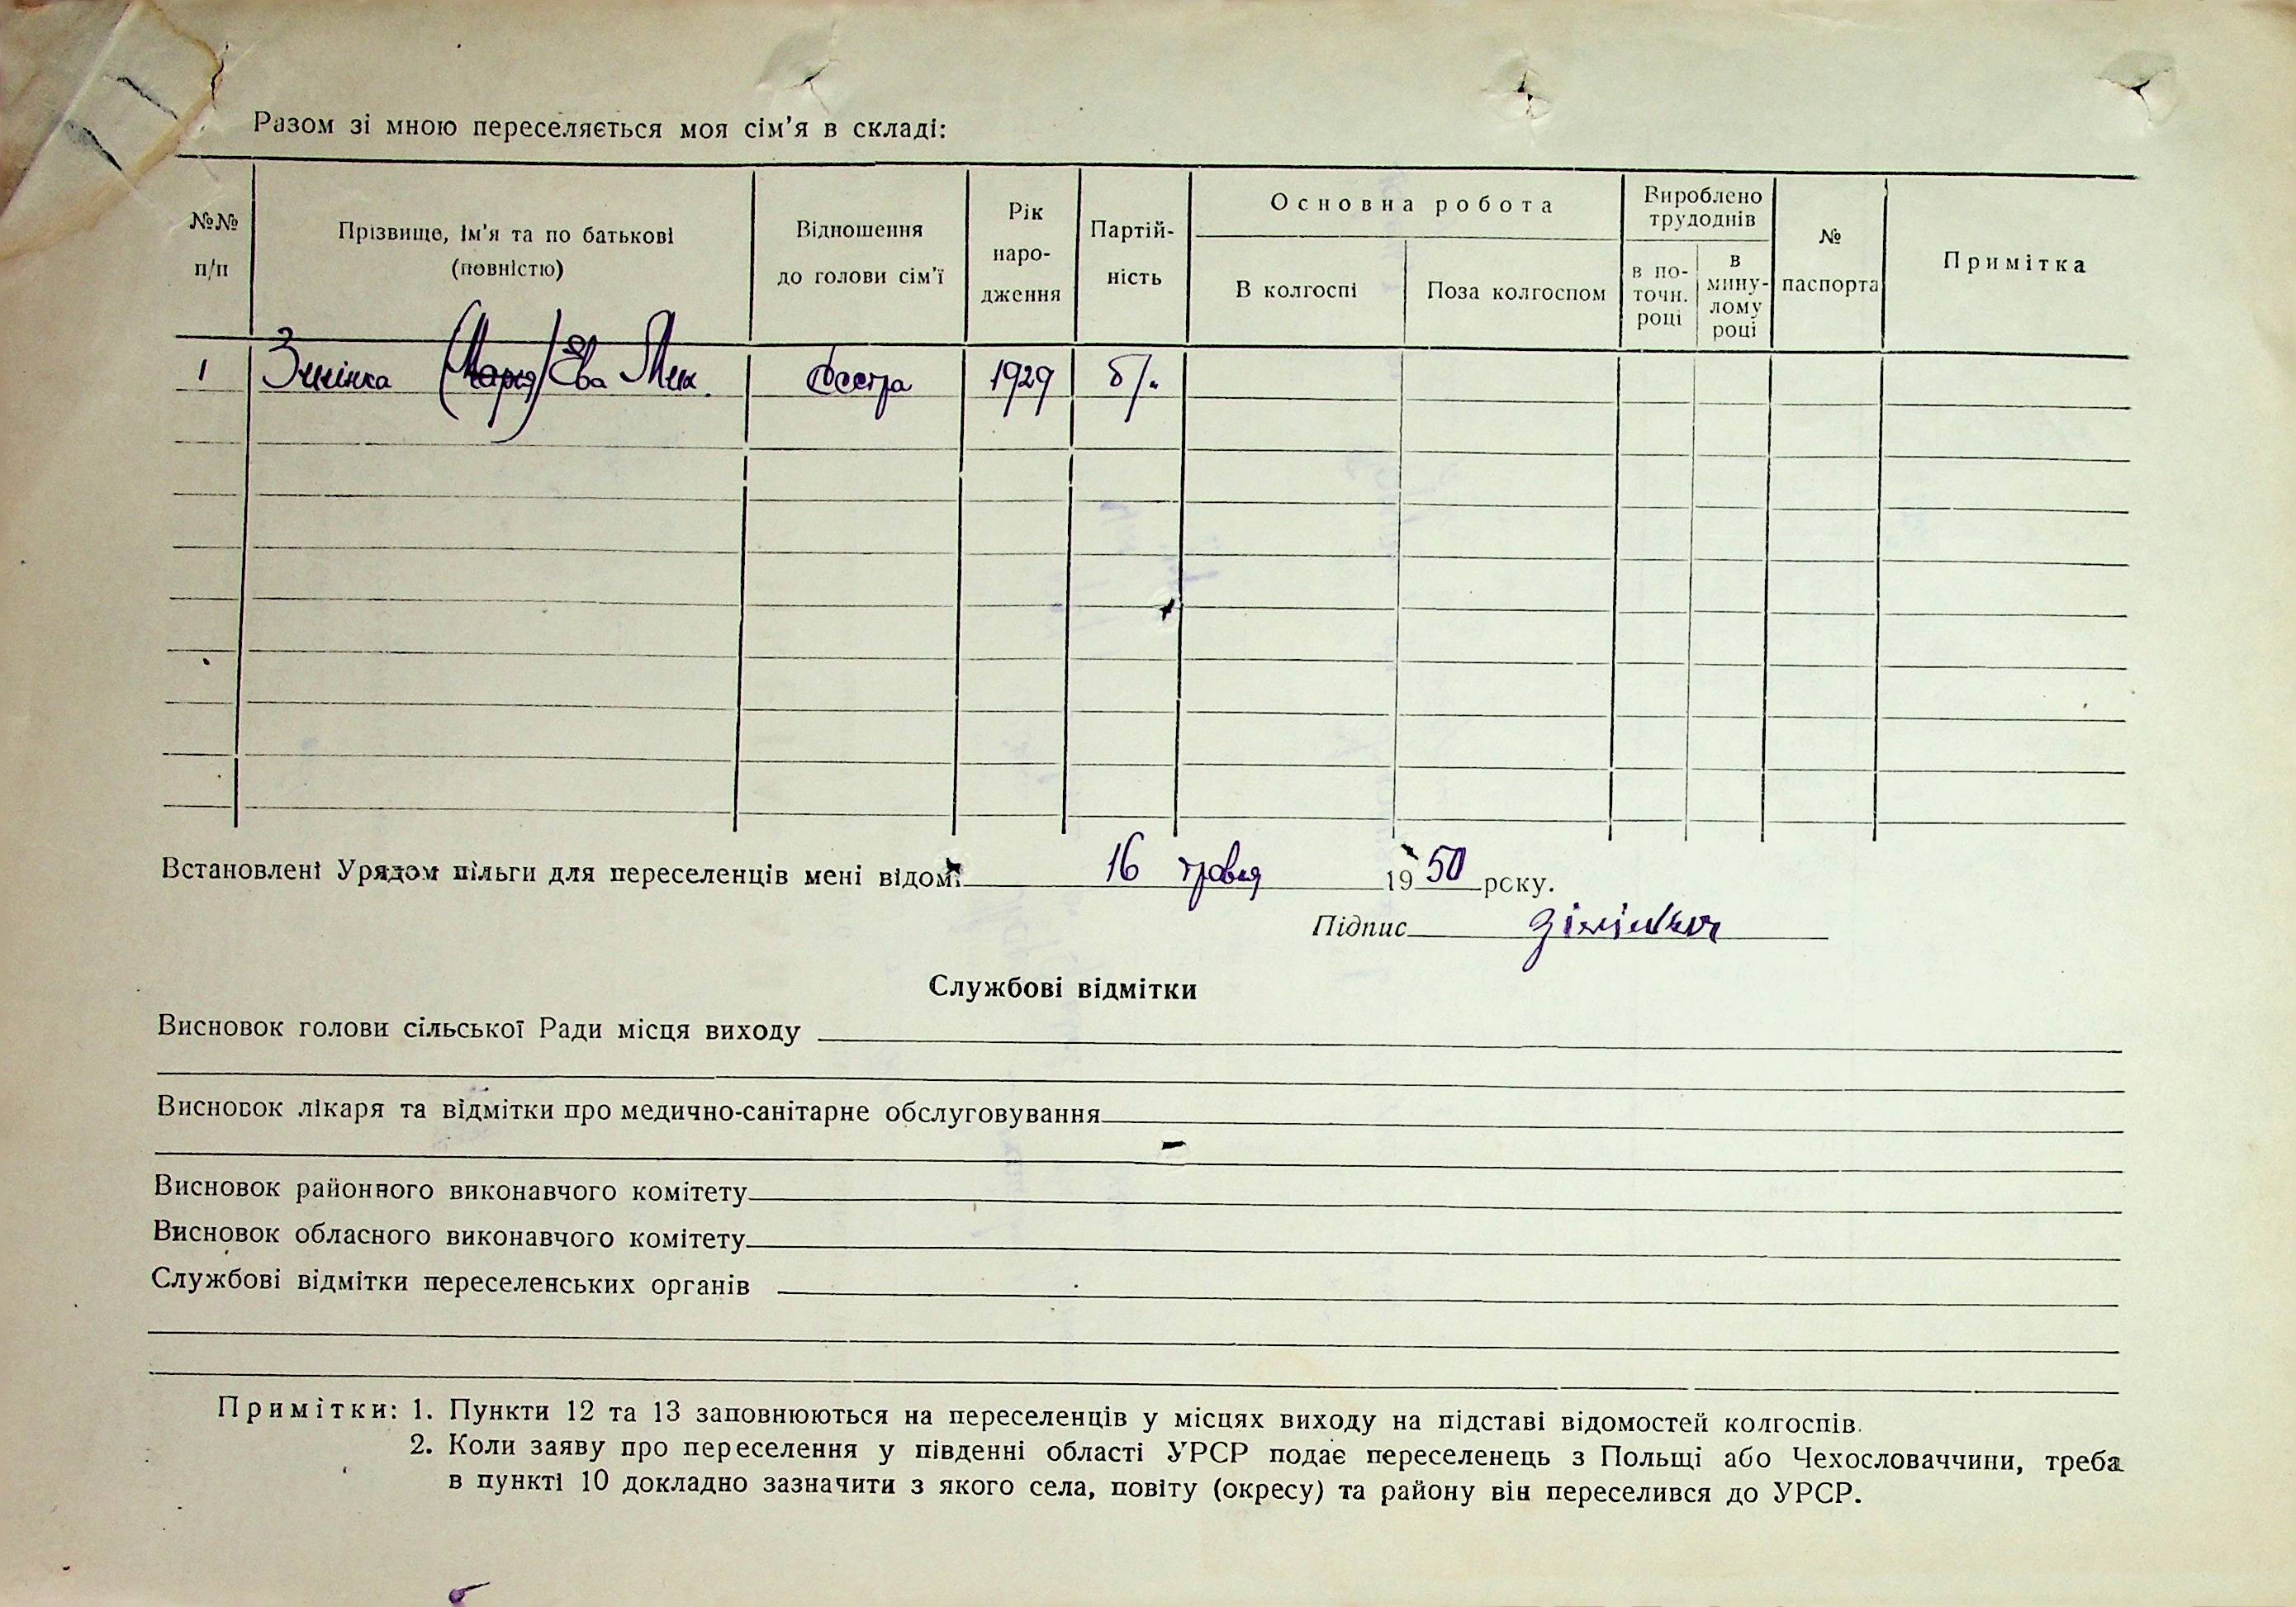 Разом зі мною переселяється моя сім'я в складі:
№№ п/п
Прізвище, ім'я та по батькові (повністю)
Відношення до голови сім'ї
Рік народження
Партійність
Основна робота
В колгоспі
Поза колгоспом
Вироблено трудоднів
в поточн. році
в минулому році
№ паспорта
Примітка
1 (Марія) Ева Мих. Сестра 1929 б/п
Встановлені Урядом пільги для переселенців мені відомі 16 травня 1950 року.
Підпис
Службові відмітки
Висновок голови сільської Ради місця виходу
Висновок лікаря та відмітки про медично-санітарне обслуговування
Висновок районного виконавчого комітету
Висновок обласного виконавчого комітету
Службові відмітки переселенських органів
Примітки: 1. Пункти 12 та 13 заповнюються на переселенців у місцях виходу на підставі відомостей колгоспів.
2. Коли заяву про переселення у південні області УРСР подає переселенець з Польщі або Чехословаччини, треба
в пункті 10 докладно зазначити з якого села, повіту (окресу) та району він переселився до УРСР.